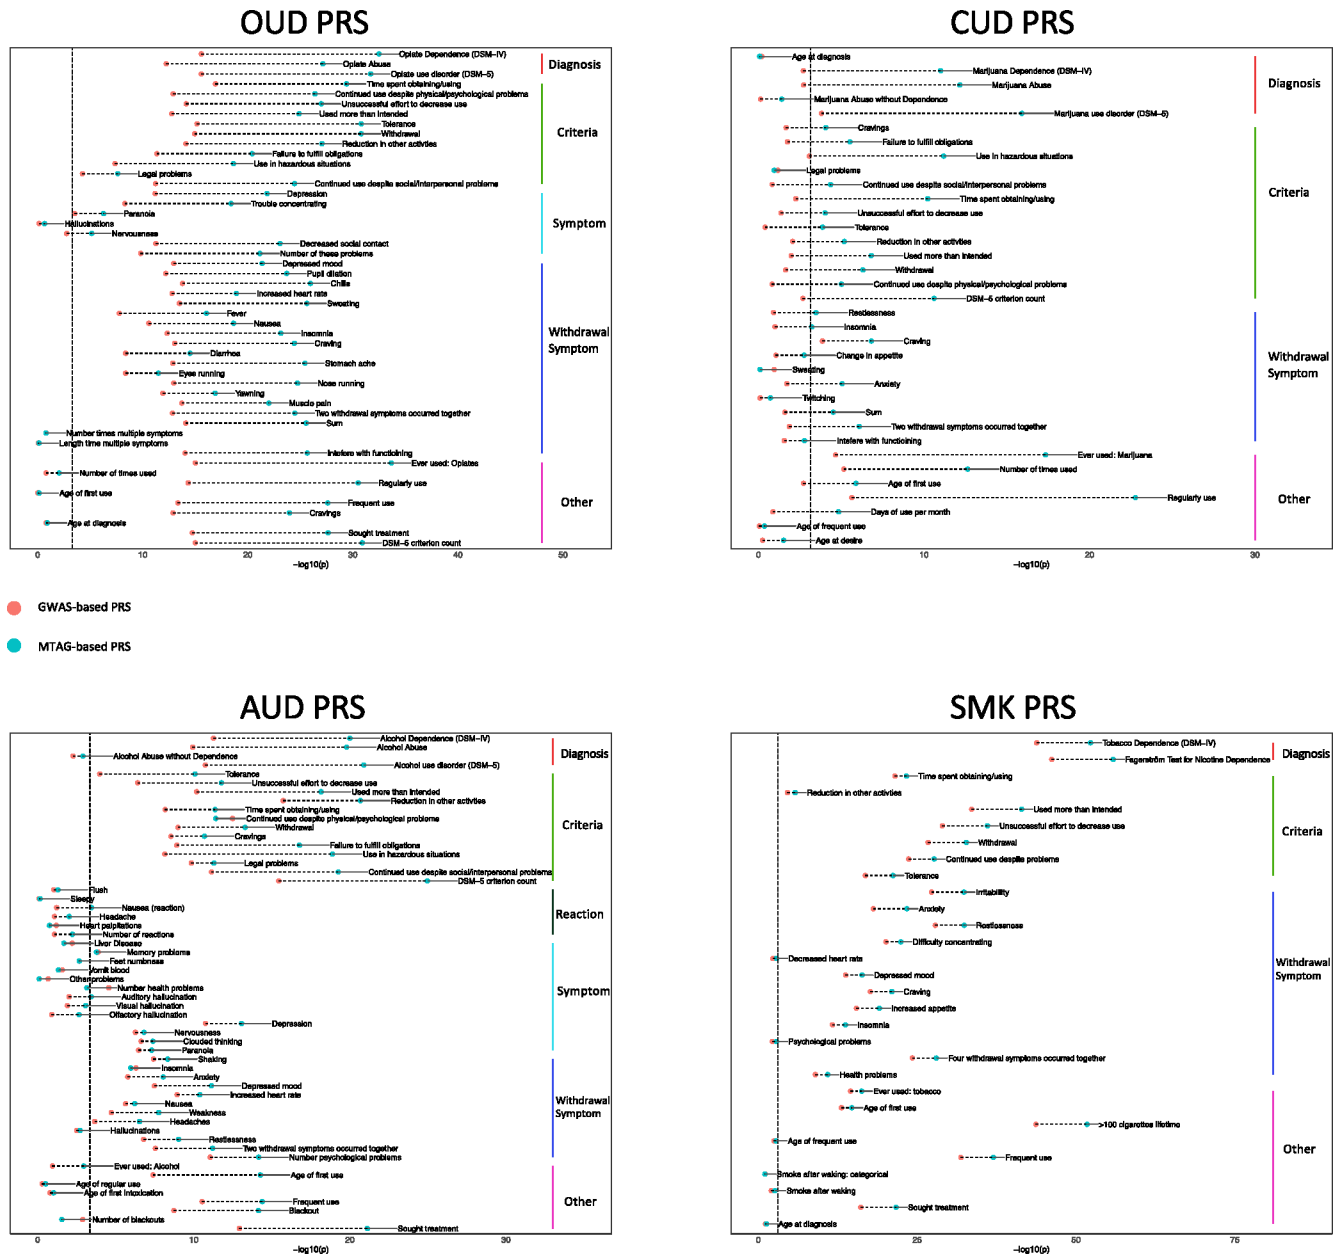 OUD PRS
Opiate Dependence (DSM-IV)
Opiate Abuse
Opiate use disorder (DSM-5)
Time spent obtaining/using
Continued use despite physical/psychological problems
Unsuccessful effort to decrease use
Used more than intended
Tolerance
Withdrawal
Reduction in other activties
Failure to fulfill obligations
Use in hazardous situations
Legal problems
Continued use despite social/interpersonal problems
Depression
Trouble concentrating
Paranoia
Hallucinations
Nervousness
Decreased social contact
Number of these problems
Depressed mood
Pupil dilation
Chills
Increased heart rate
Sweating
Fever
Nausea
Insomnia
Craving
Diarrhea
Stomach ache
Eyes running
Nose running
Yawning
Muscle pain
Two withdrawal symptoms occurred together
Sum
Number times multiple symptoms
Length time multiple symptoms
Intefere with functioining
Ever used: Opiates
Number of times used
Regularly use
Age of first use
Frequent use
Cravings
Age at diagnosis
Sought treatment
DSM-5 criterion count
Diagnosis
Criteria
Symptom
Withdrawal
Symptom
Other
0 10 20 30 40 50
-log10(p)
CUD PRS
Age at diagnosis
Marijuana Dependence (DSM-IV)
Marijuana Abuse
Marijuana Abuse without Dependence
Marijuana use disorder (DSM-5)
Cravings
Failure to fulfill obligations
Use in hazardous situations
Legal problems
Continued use despite social/interpersonal problems
Time spent obtaining/using
Unsuccessful effort to decrease use
Tolerance
Reduction in other activities
Used more than intended
Withdrawal
Continued use despite physical/psychological problems
DSM-5 criterion count
Restlessness
Insomnia
Craving
Change in appetite
Sweating
Anxiety
Twitching
Sum
Two withdrawal symptoms occurred together
Intefere with functioining
Ever used: Marijuana
Number of times used
Age of first use
Regularly use
Days of use per month
Age of frequent use
Age at desire
Diagnosis
Criteria
Withdrawal
Symptom
Other
0 10 20 30
-log10(p)
GWAS-based PRS
MTAG-based PRS
AUD PRS
Alcohol Dependence (DSM-IV)
Alcohol Abuse
Alcohol Abuse without Dependence
Alcohol use disorder (DSM-5)
Tolerance
Unsuccessful effort to decrease use
Used more than intended
Reduction in other activities
Time spent obtaining/using
Continued use despite physical/psychological problems
Withdrawal
Cravings
Failure to fulfill obligations
Use in hazardous situations
Legal problems
Continued use despite social/interpersonal problems
DSM-5 criterion count
Flush
Sleepy
Nausea (reaction)
Headache
Heart palpitations
Number of reactions
Liver Disease
Memory problems
Feet numbness
Vomit blood
Other problems
Number health problems
Auditory hallucination
Visual hallucination
Olfactory hallucination
Depression
Nervousness
Clouded thinking
Paranoia
Shaking
Insomnia
Anxiety
Depressed mood
Increased heart rate
Nausea
Weakness
Headaches
Hallucinations
Restlessness
Two withdrawal symptoms occurred together
Number psychological problems
Ever used: Alcohol
Age of first use
Age of regular use
Age of first intoxication
Frequent use
Blackout
Number of blackouts
Sought treatment
Diagnosis
Criteria
Reaction
Symptom
Withdrawal
Symptom
Other
0 10 20 30
-log10(p)
SMK PRS
Tobacco Dependence (DSM-IV)
Fagerström Test for Nicotine Dependence
Time spent obtaining/using
Reduction in other activities
Used more than intended
Unsuccessful effort to decrease use
Withdrawal
Continued use despite problems
Tolerance
Irritability
Anxiety
Restlessness
Difficulty concentrating
Decreased heart rate
Depressed mood
Craving
Increased appetite
Insomnia
Psychological problems
Four withdrawal symptoms occurred together
Health problems
Ever used: tobacco
Age of first use
>100 cigarettes lifetime
Age of frequent use
Frequent use
Smoke after waking: categorical
Smoke after waking
Sought treatment
Age at diagnosis
Diagnosis
Criteria
Withdrawal
Symptom
Other
0 25 50 75
-log10(p)